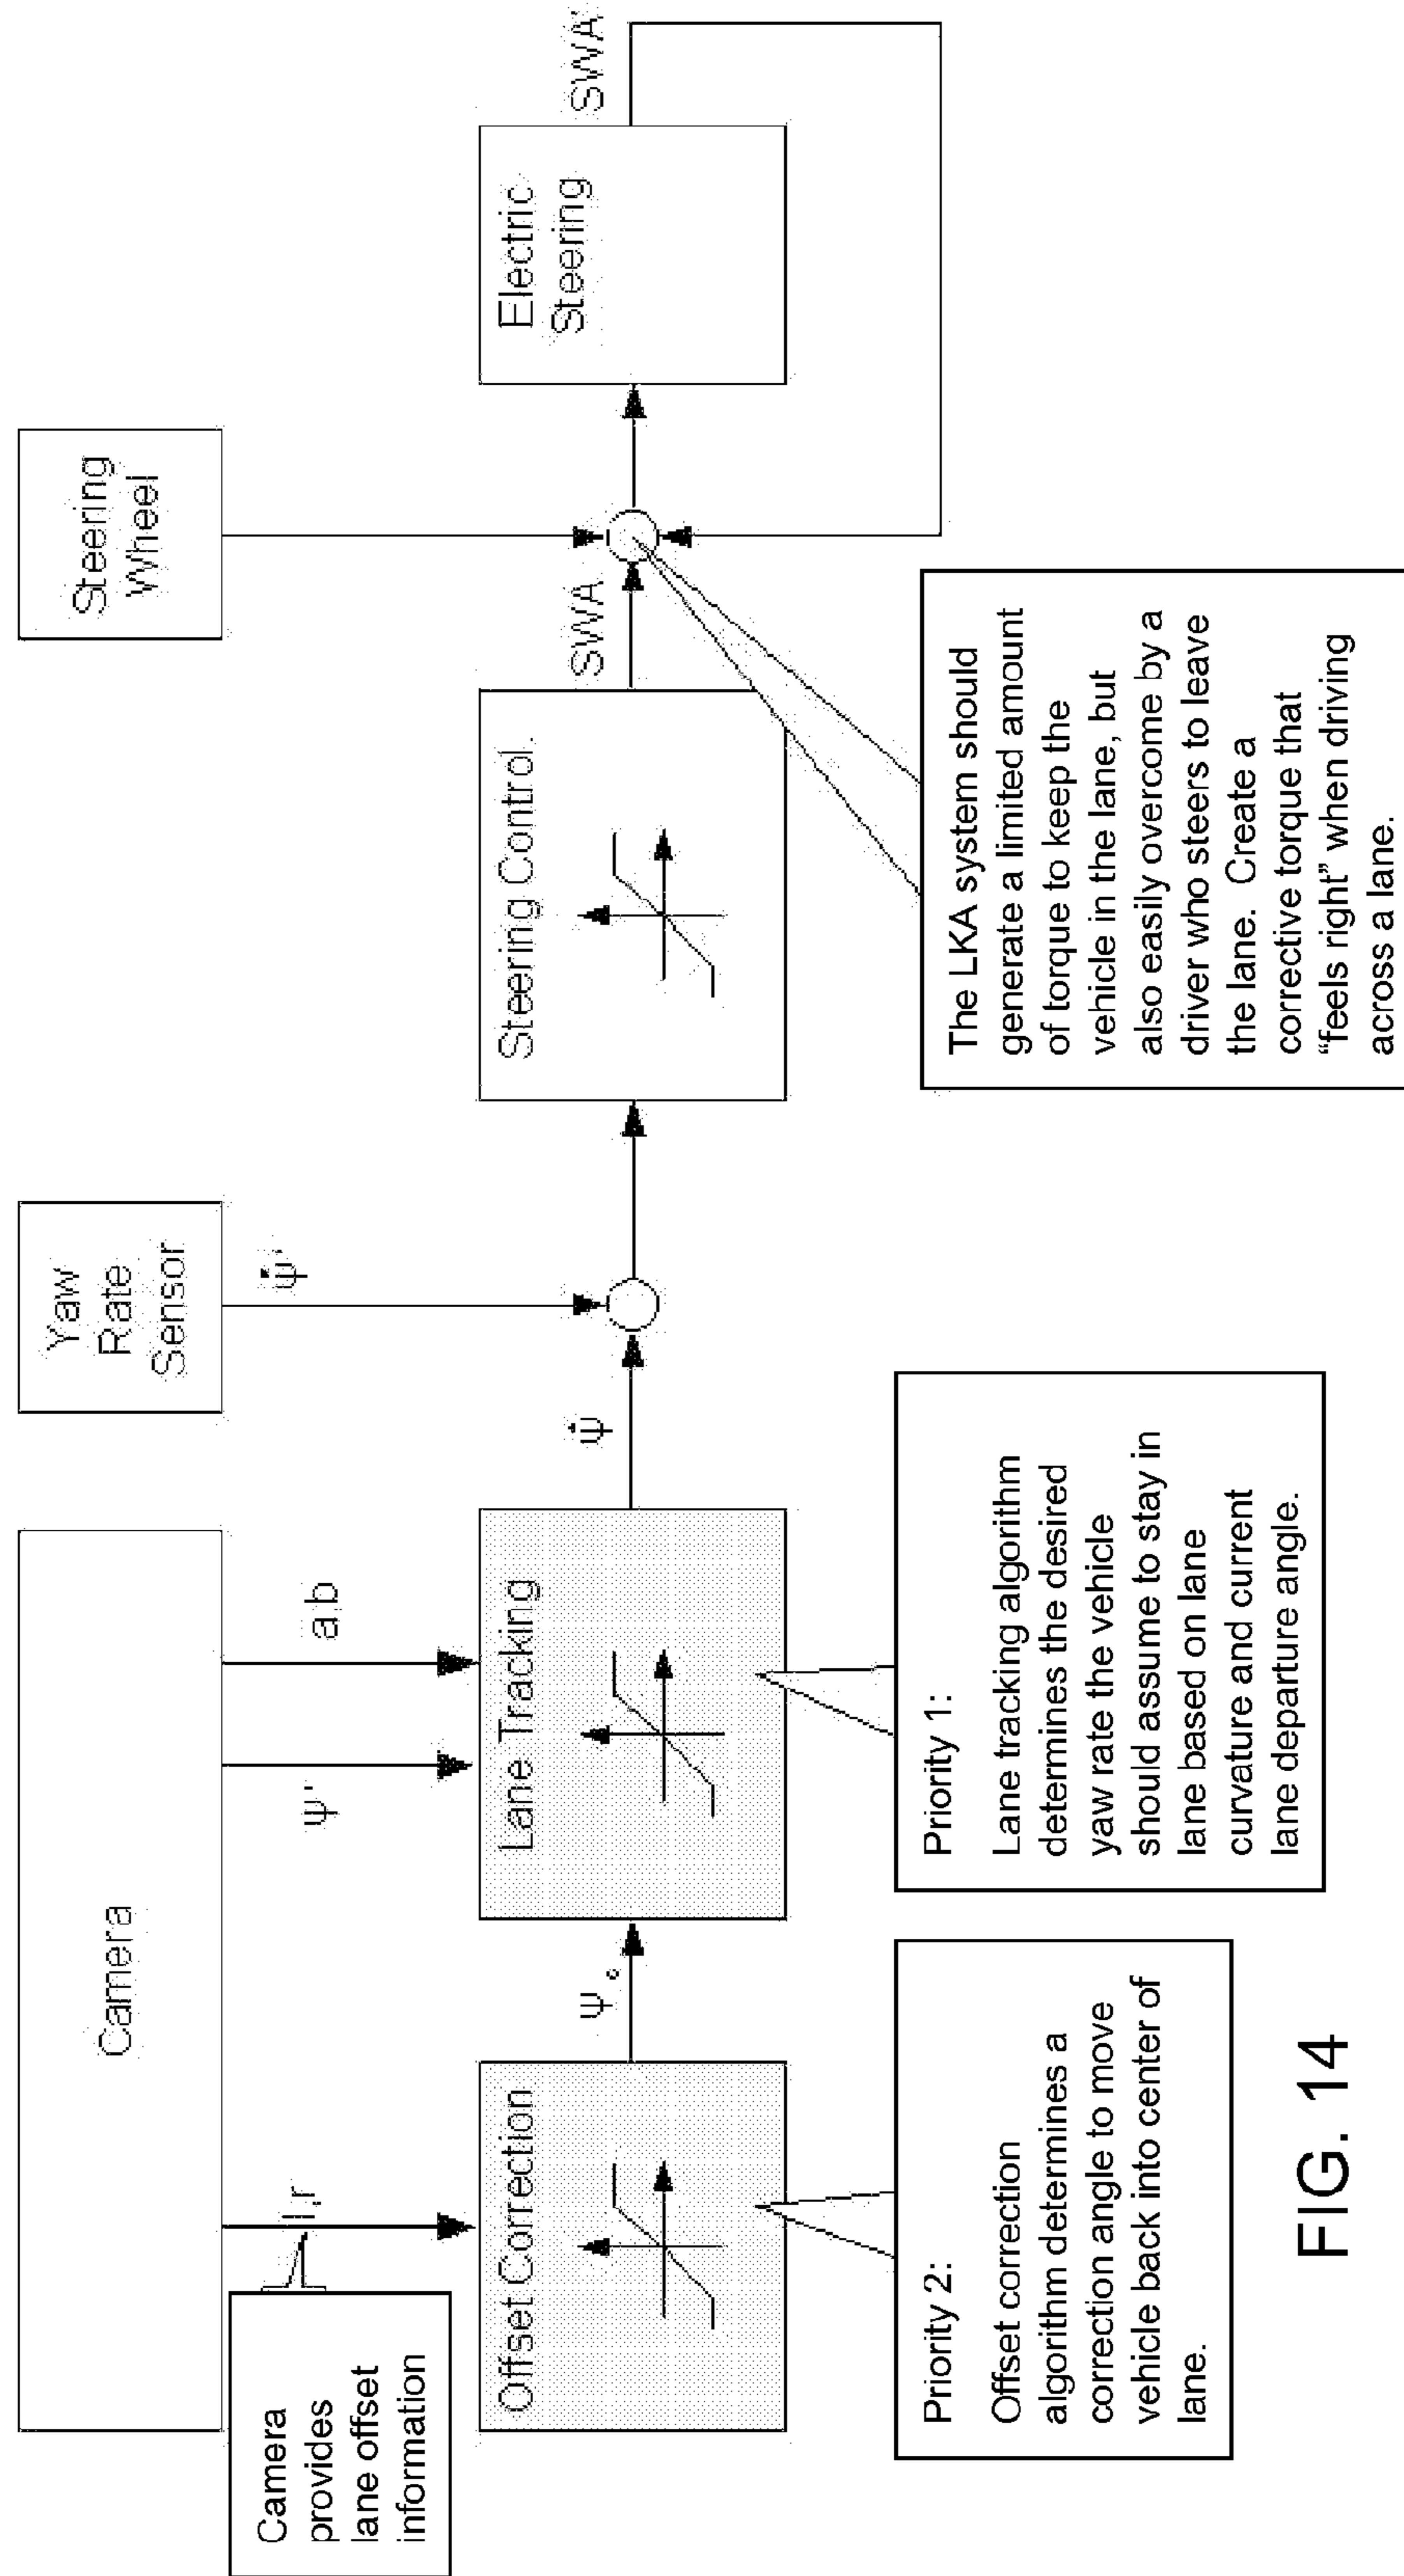 Camera
Yaw
Rate
Sensor
Steering
Wheel
Camera
provides
lane offset
information
ll,r
ψ'
a,b
ψ̇'
Offset Correction
ψ
Lane Tracking
ψ̇
Steering Control.
SWA
Electric
Steering
SWA'
Priority 2:
Offset correction
algorithm determines a
correction angle to move
vehicle back into center of
lane.
Priority 1:
Lane tracking algorithm
determines the desired
yaw rate the vehicle
should assume to stay in
lane based on lane
curvature and current
lane departure angle.
The LKA system should
generate a limited amount
of torque to keep the
vehicle in the lane, but
also easily overcome by a
driver who steers to leave
the lane. Create a
corrective torque that
“feels right” when driving
across a lane.
FIG. 14